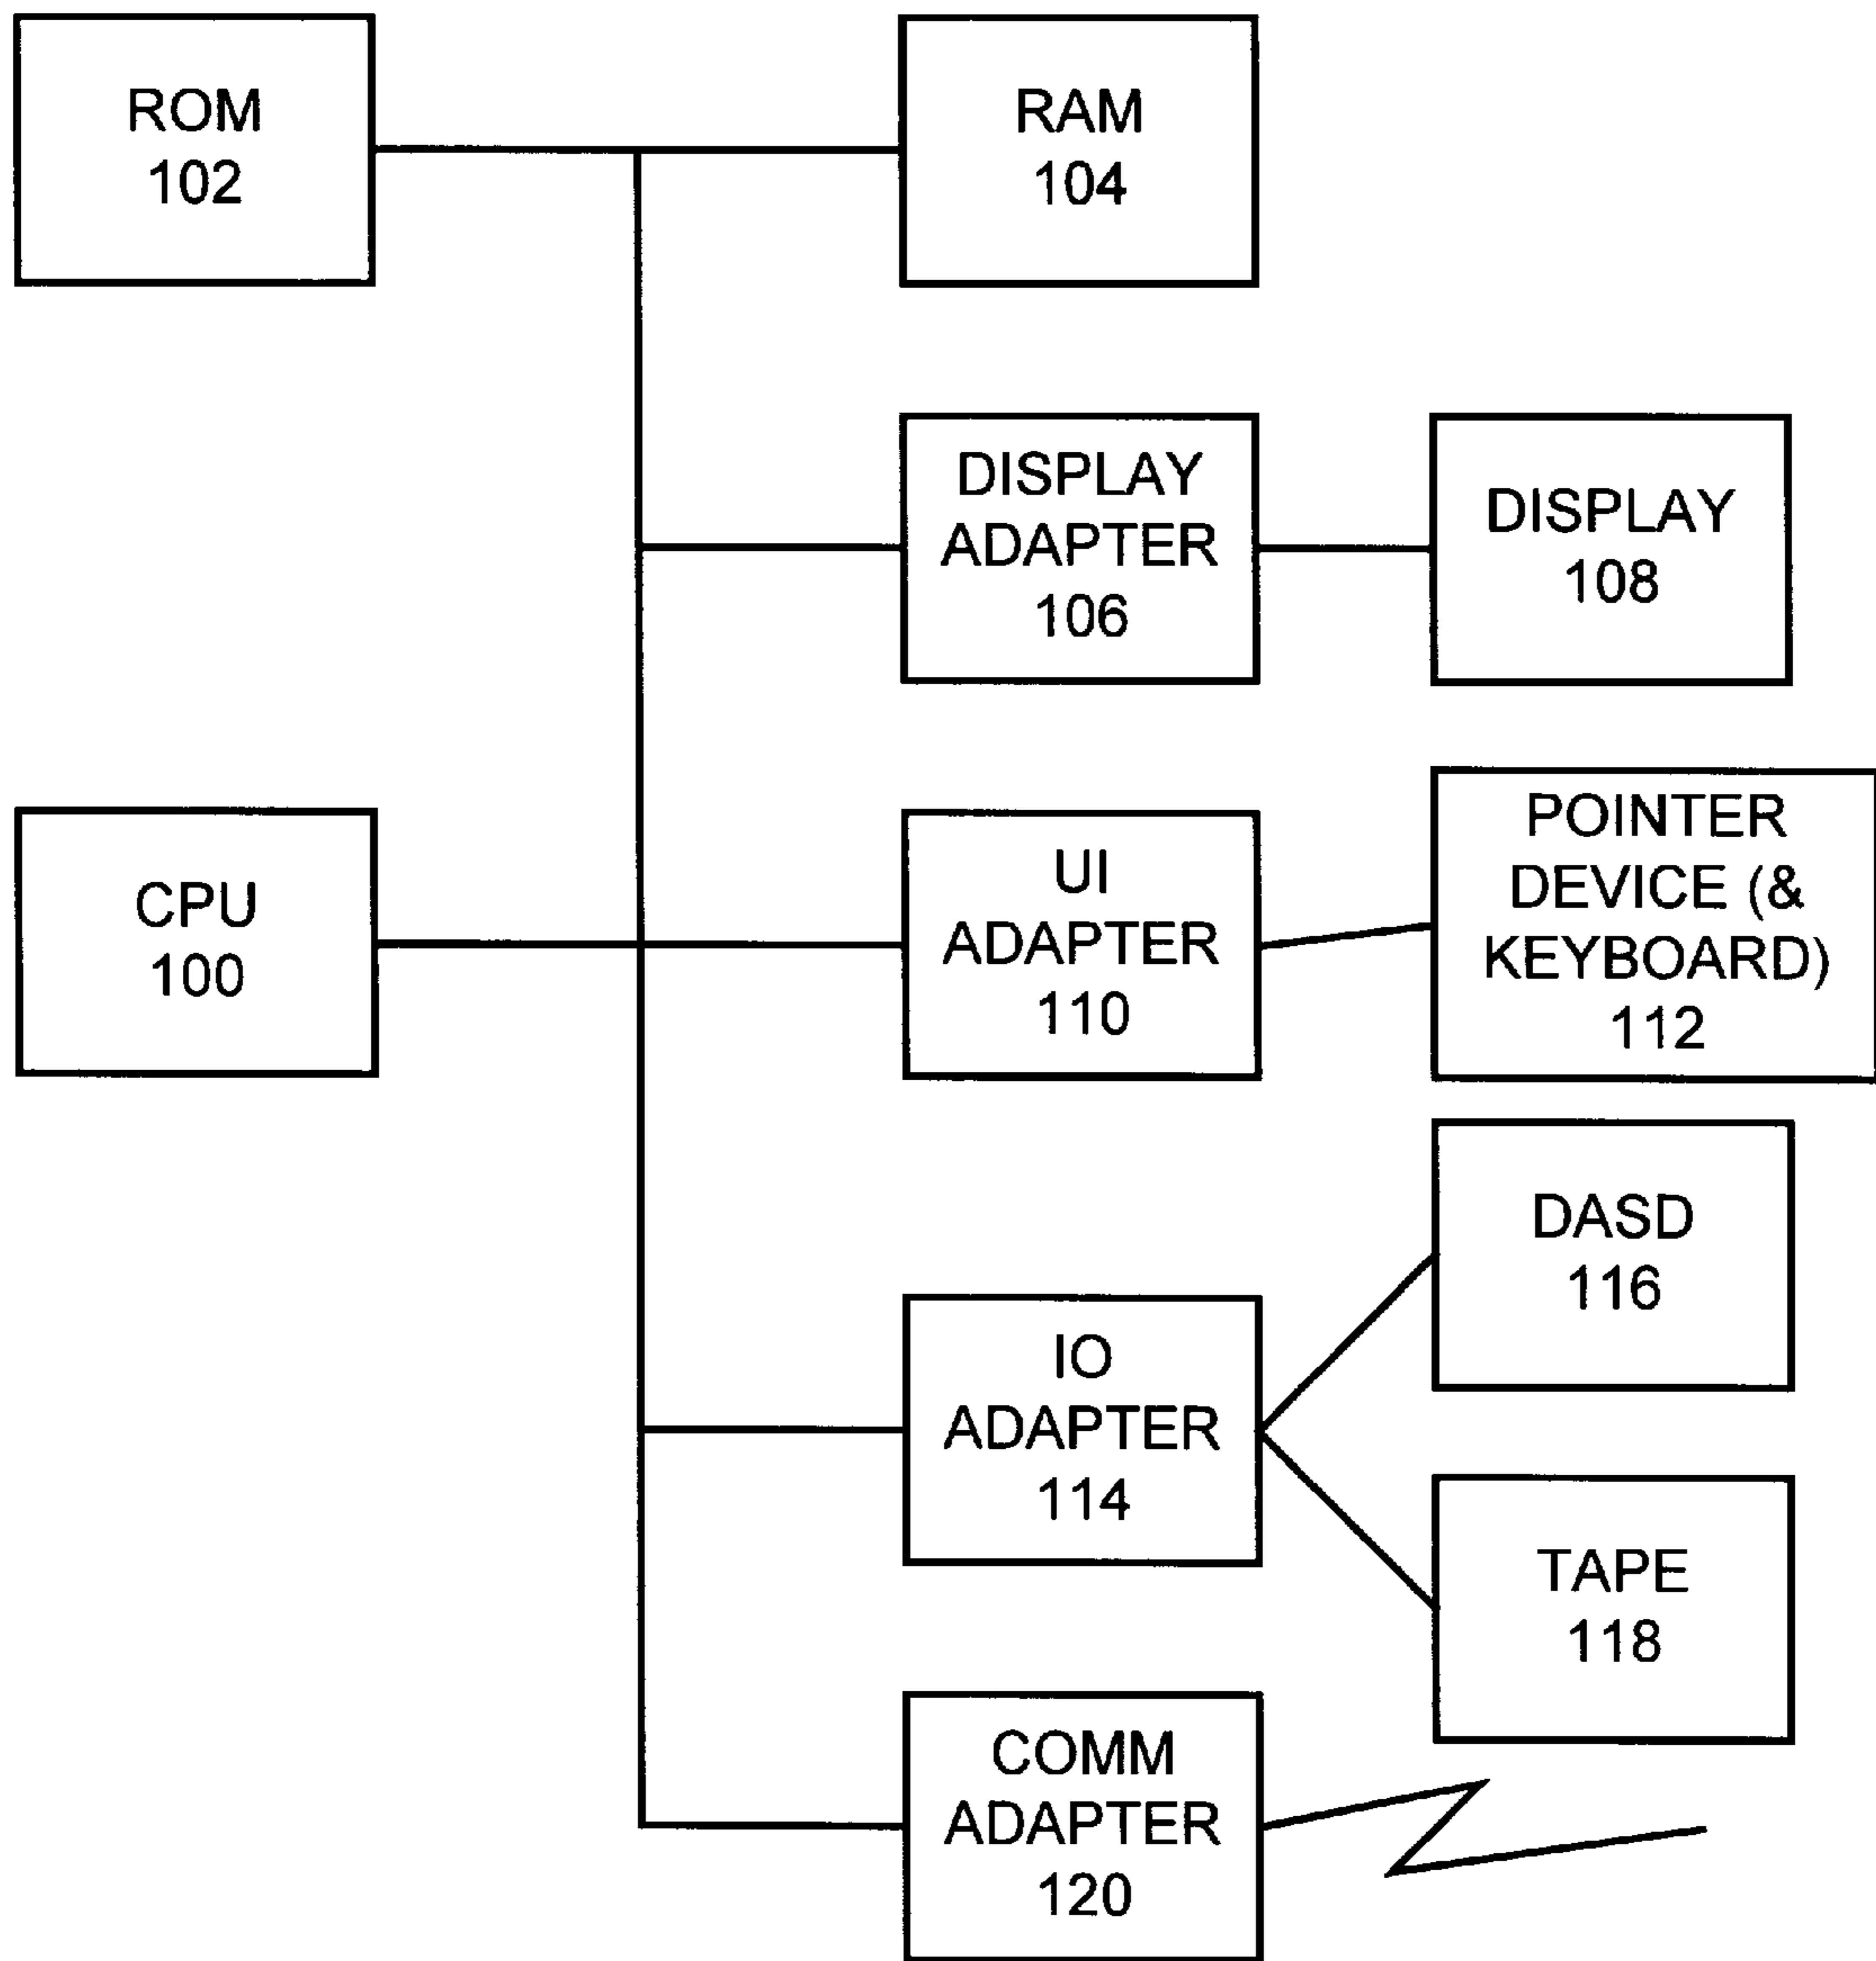 ROM
102
RAM
104
DISPLAY
ADAPTER
106
DISPLAY
108
CPU
100
UI
ADAPTER
110
POINTER
DEVICE (&
KEYBOARD)
112
DASD
116
IO
ADAPTER
114
TAPE
118
COMM
ADAPTER
120